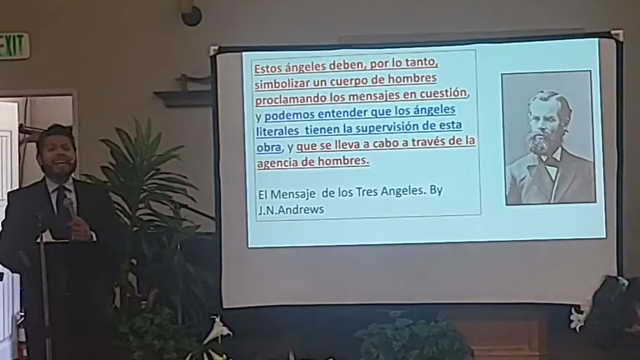 EXIT
Estos ángeles deben, por lo tanto,
simbolizar un cuerpo de hombres
proclamando los mensajes en cuestión,
y podemos entender que los ángeles
literales tienen la supervisión de esta
obra, y que se lleva a cabo a través de la
agencia de hombres.
El Mensaje de los Tres Angeles. By
J.N.Andrews